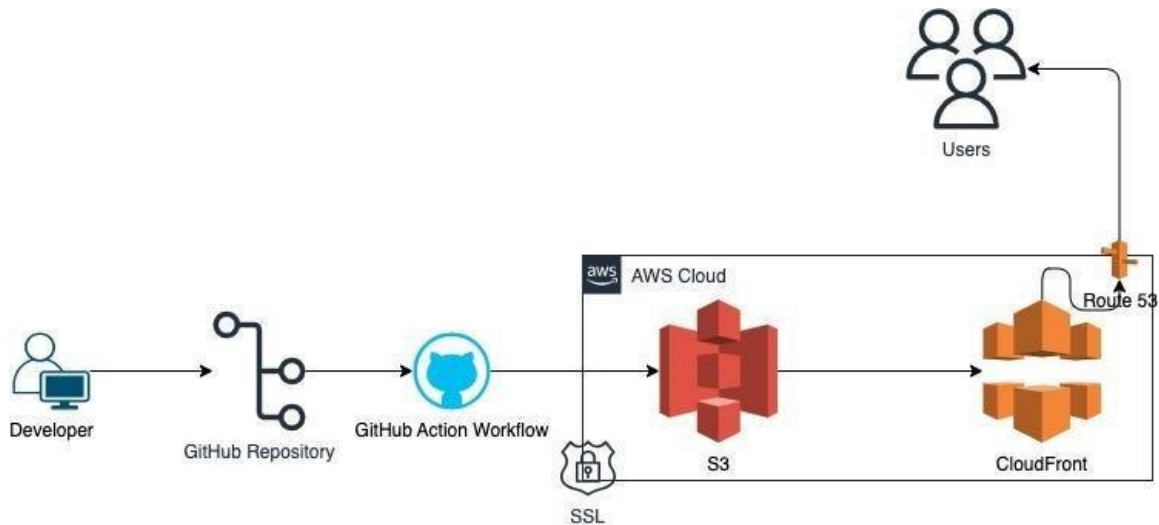 Users
aws
AWS Cloud
Route 53
Developer
GitHub Repository
GitHub Action Workflow
S3
CloudFront
SSL